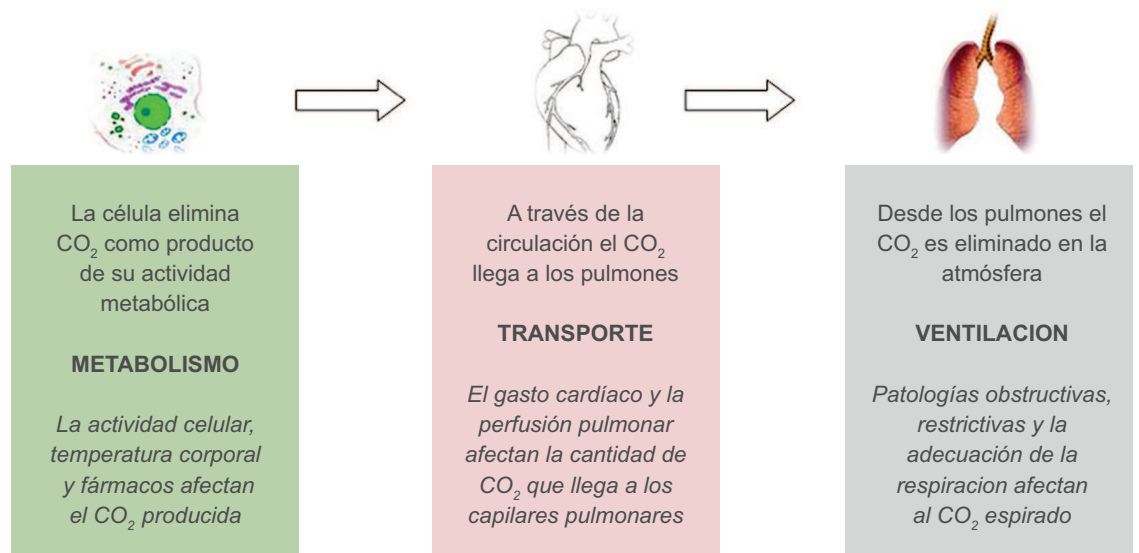 La célula elimina
CO₂ como producto
de su actividad
metabólica
METABOLISMO
La actividad celular,
temperatura corporal
y fármacos afectan
el CO₂ producida
A través de la
circulación el CO₂
llega a los pulmones
TRANSPORTE
El gasto cardíaco y la
perfusión pulmonar
afectan la cantidad de
CO₂ que llega a los
capilares pulmonares
Desde los pulmones el
CO₂ es eliminado en la
atmósfera
VENTILACION
Patologías obstructivas,
restrictivas y la
adecuación de la
respiracion afectan
al CO₂ espirado